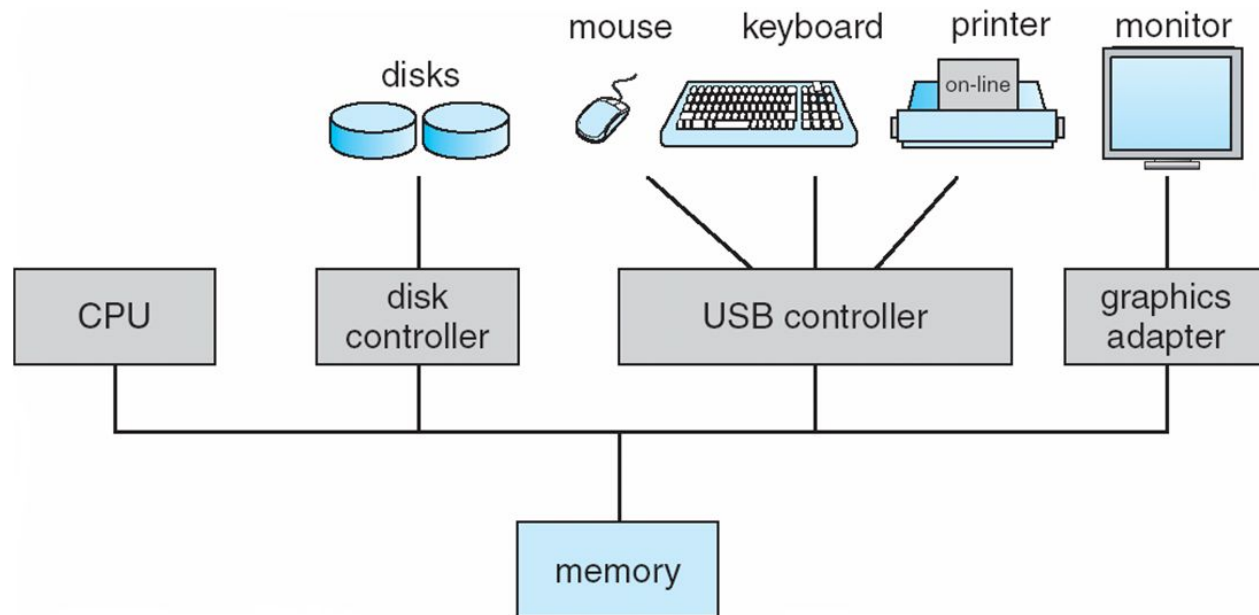 mouse
keyboard
printer
monitor
disks
on-line
CPU
disk
controller
USB controller
graphics
adapter
memory